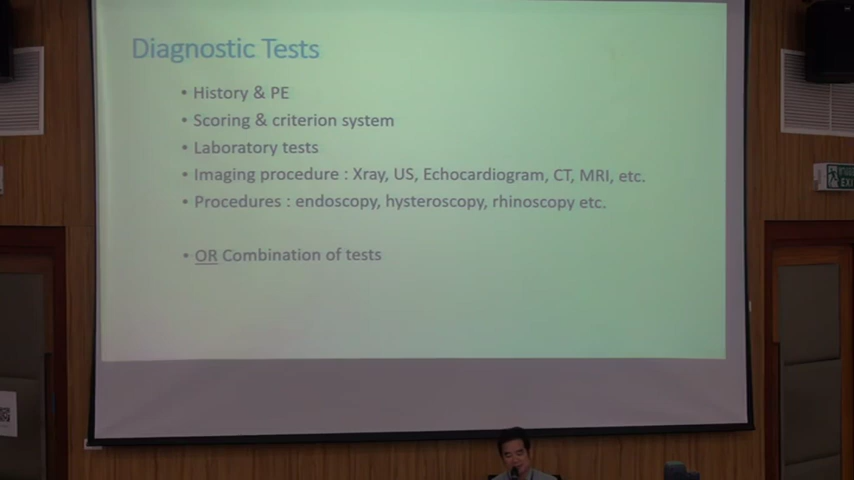 Diagnostic Tests
• History & PE
• Scoring & criterion system
• Laboratory tests
• Imaging procedure : Xray, US, Echocardiogram, CT, MRI, etc.
• Procedures : endoscopy, hysteroscopy, rhinoscopy etc.
• OR Combination of tests